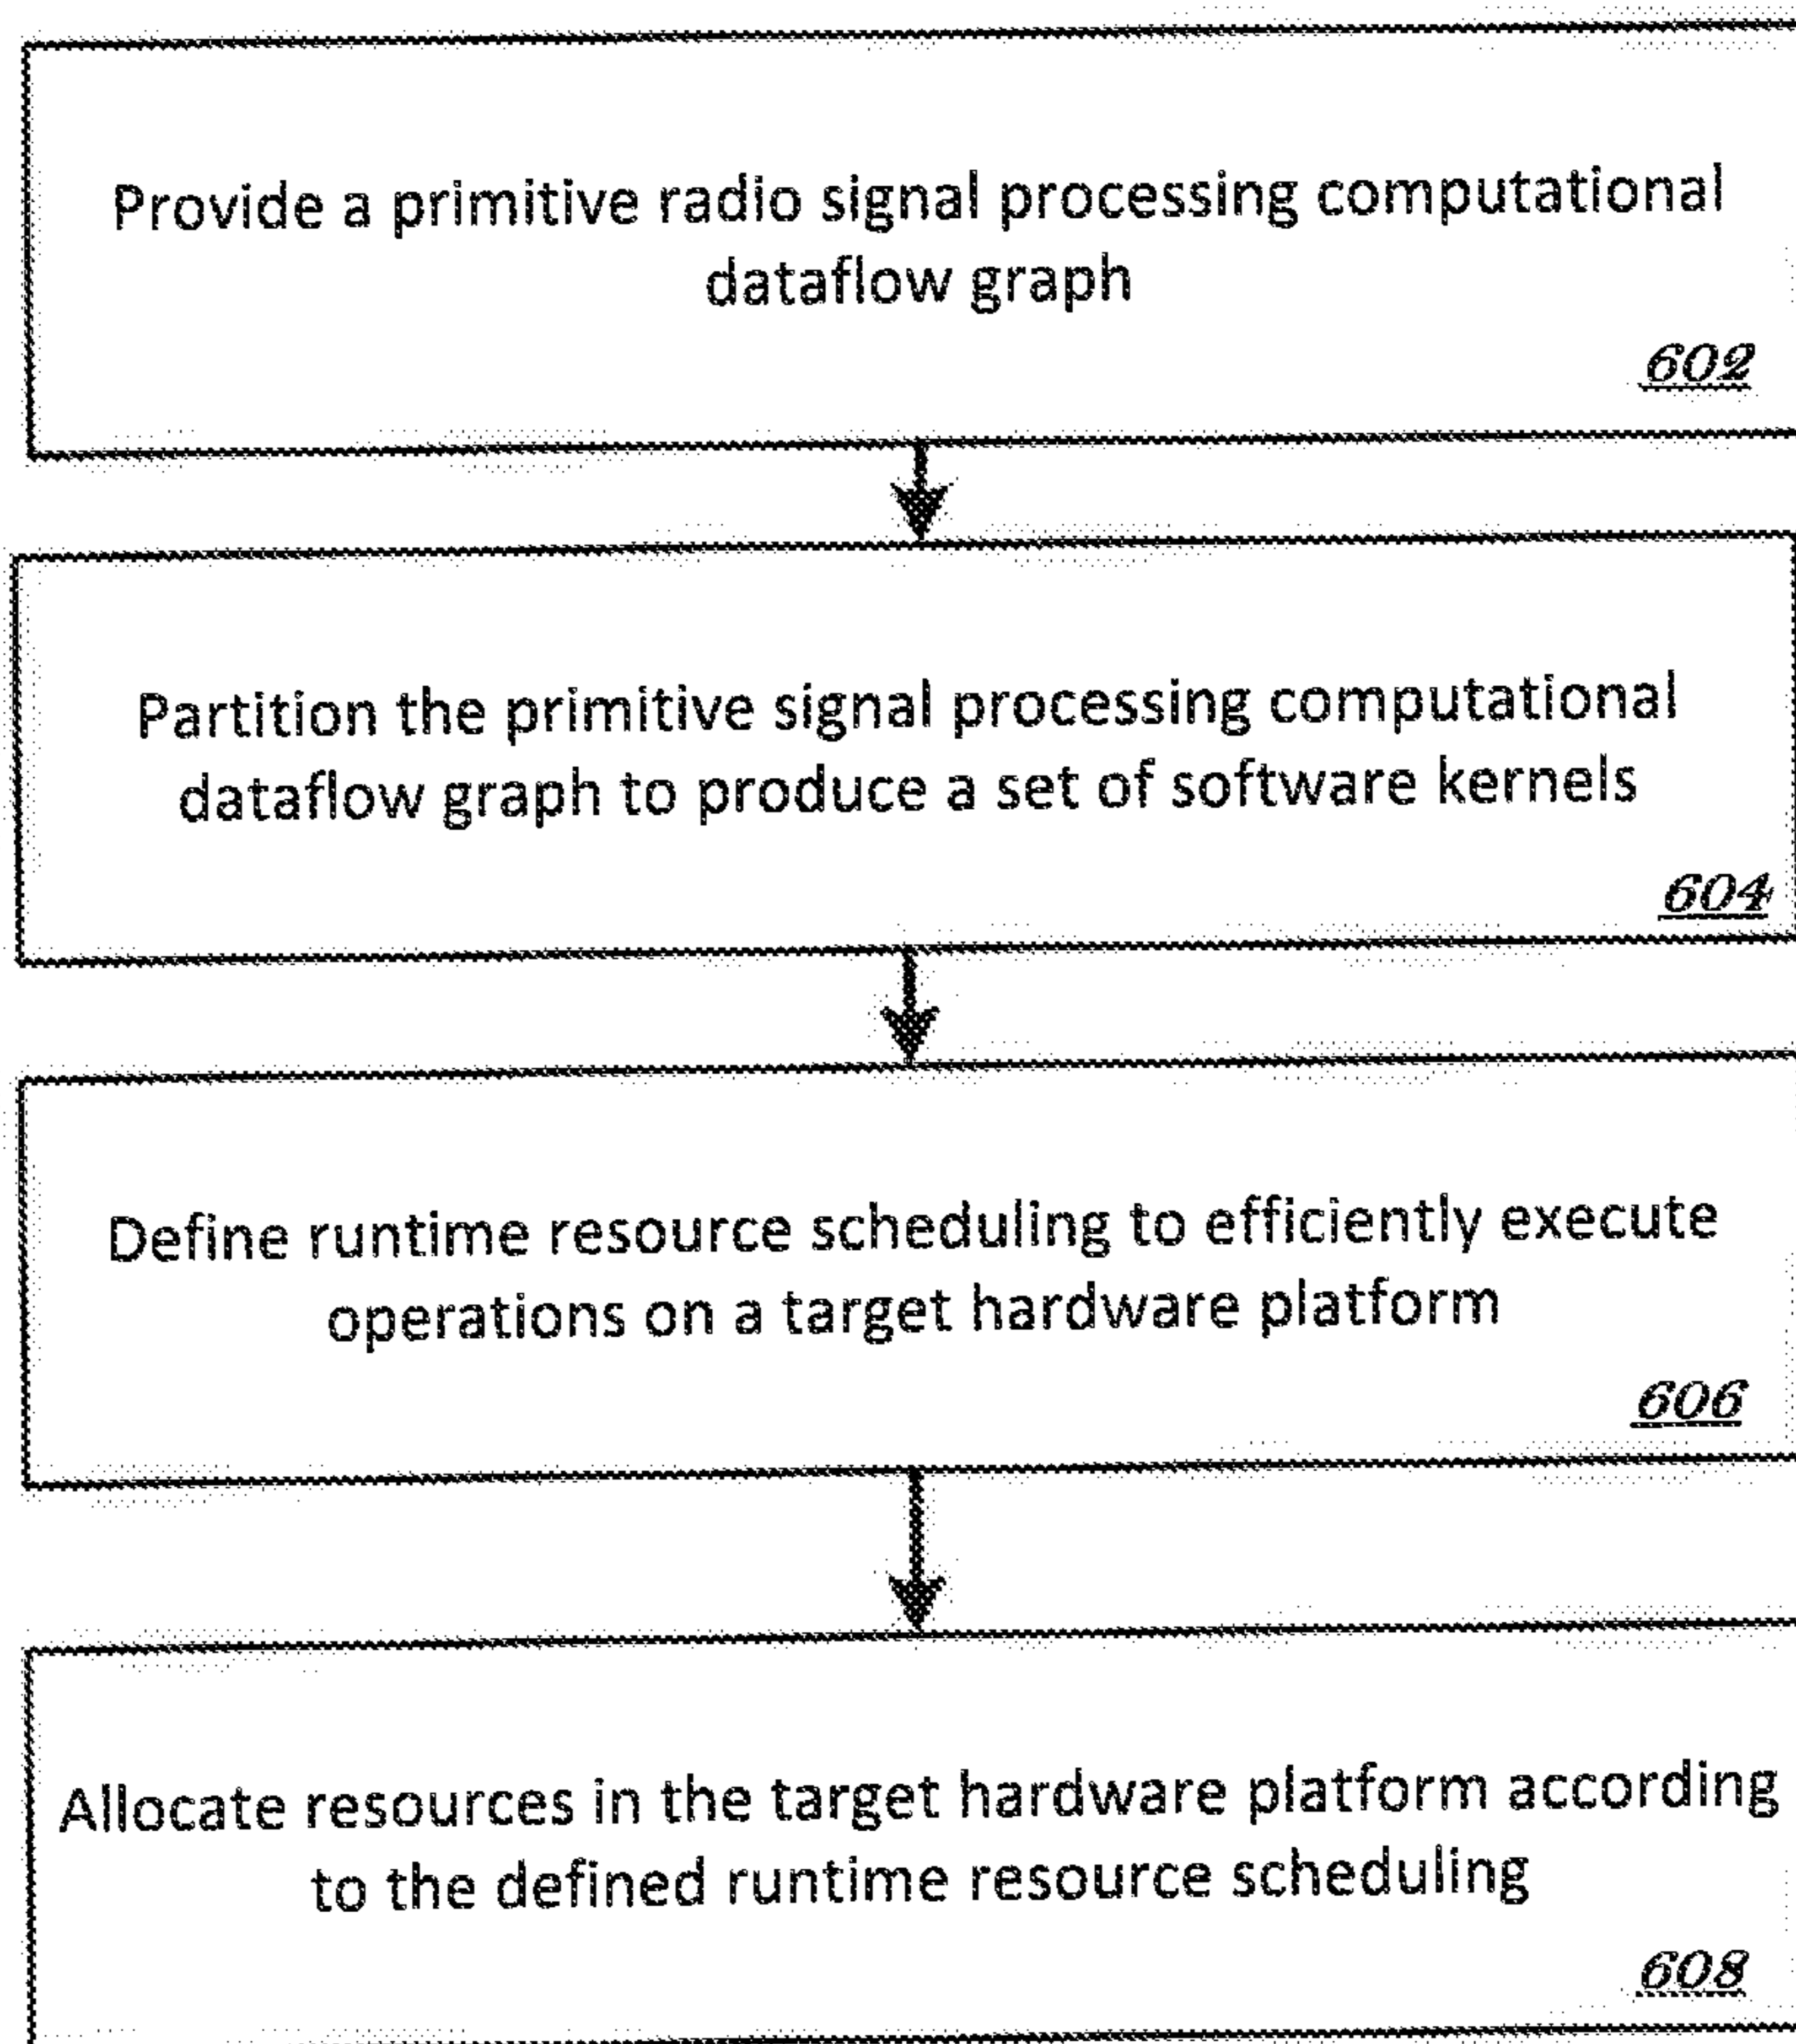 Provide a primitive radio signal processing computational
dataflow graph
602
Partition the primitive signal processing computational
dataflow graph to produce a set of software kernels
604
Define runtime resource scheduling to efficiently execute
operations on a target hardware platform
606
Allocate resources in the target hardware platform according
to the defined runtime resource scheduling
608